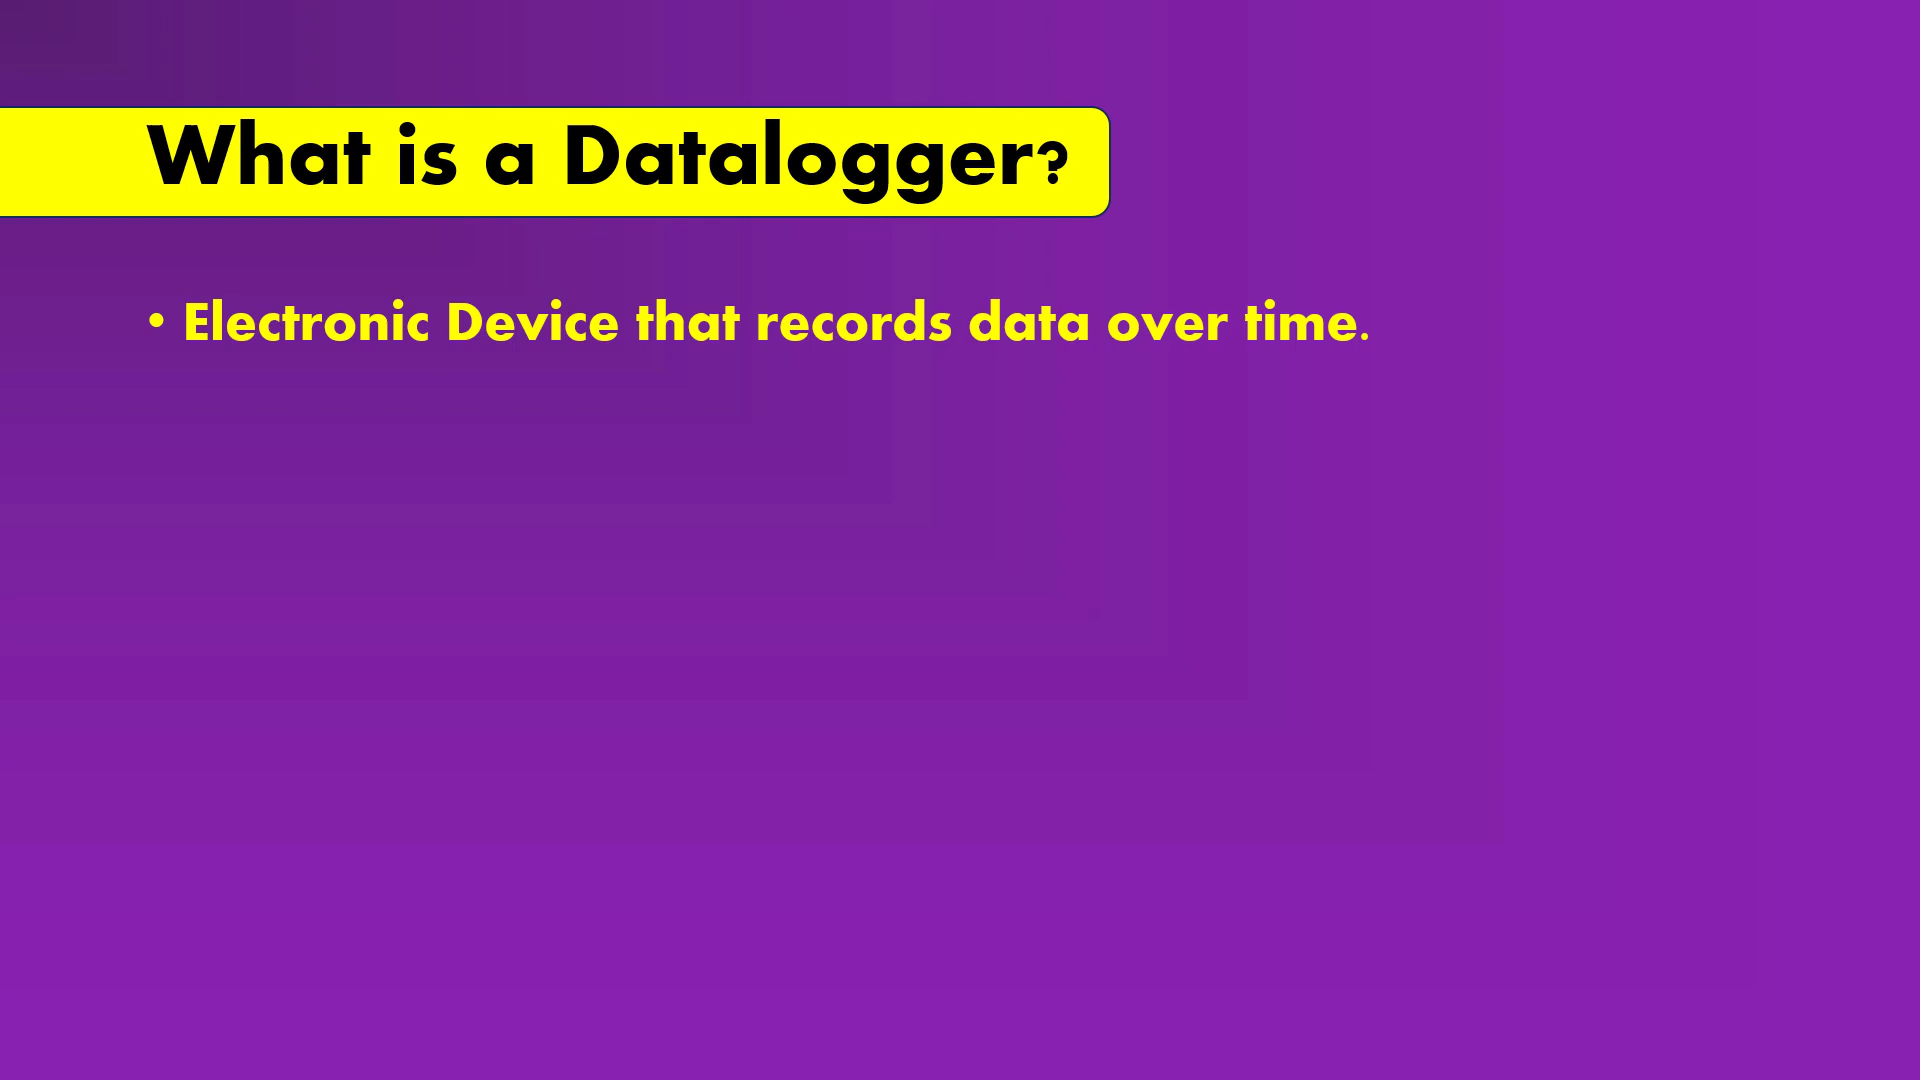 What is a Datalogger?
• Electronic Device that records data over time.